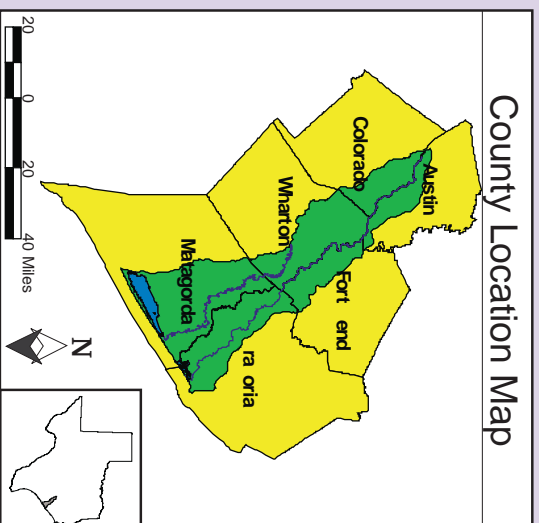 County Location Map
Austin
Colorado
Wharton
Fort end
Matagorda
ra oria
N
20 0 20 40 Miles